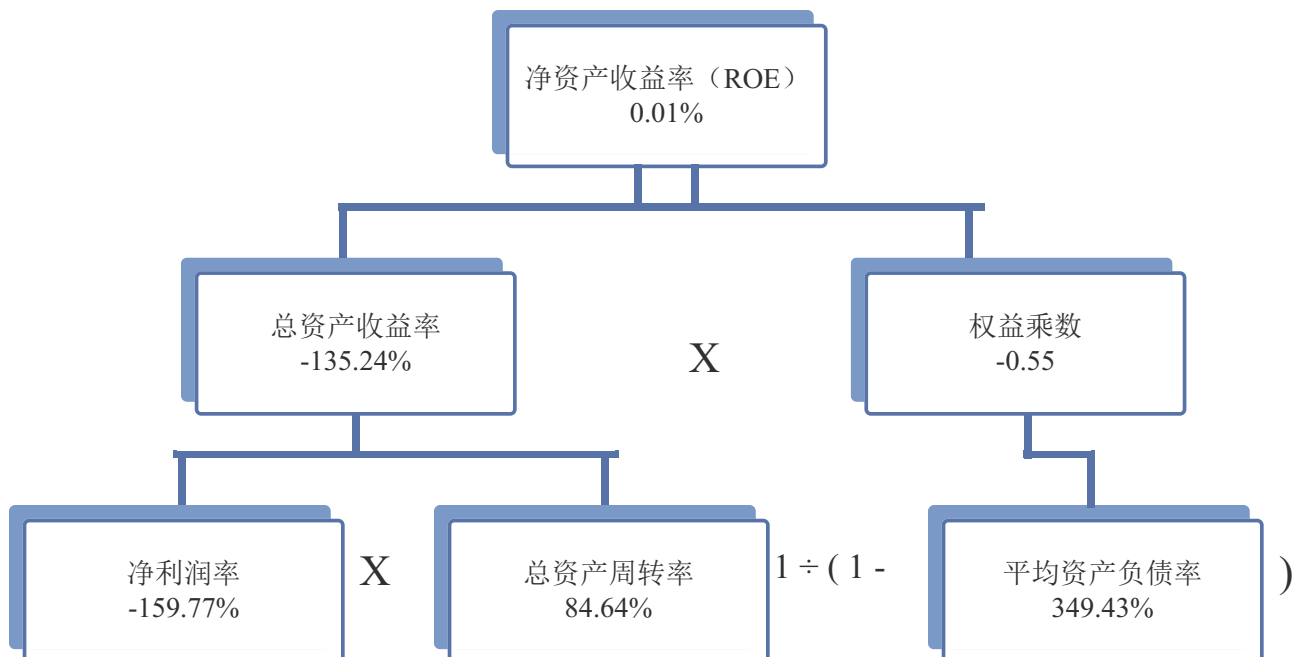 净资产收益率（ROE）
0.01%
总资产收益率
-135.24%
X
权益乘数
-0.55
净利润率
-159.77%
X
总资产周转率
84.64%
1 ÷ ( 1 -
平均资产负债率
349.43%
)